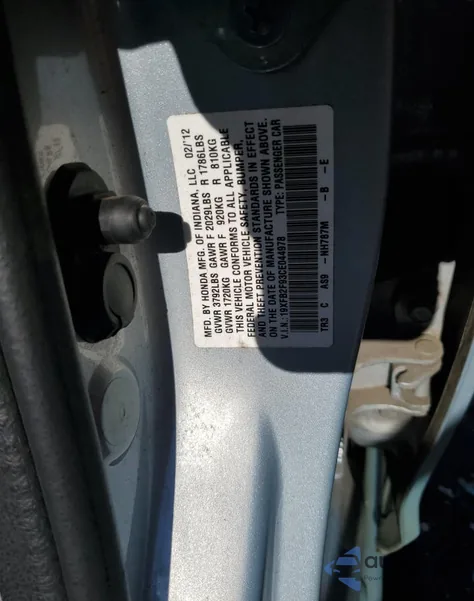 MFD. BY HONDA MFG. OF INDIANA, LLC 02/'12
GVWR 3792LBS GAWR F 2029LBS R 1786LBS
GVWR 1720KG GAWR F 920KG R 810KG
THIS VEHICLE CONFORMS TO ALL APPLICABLE
FEDERAL MOTOR VEHICLE SAFETY, BUMPER,
AND THEFT PREVENTION STANDARDS IN EFFECT
ON THE DATE OF MANUFACTURE SHOWN ABOVE.
V.I.N.: 19XFB2F93CE044978 TYPE: PASSENGER CAR
TR3 C AS9 -NH787M -B -E